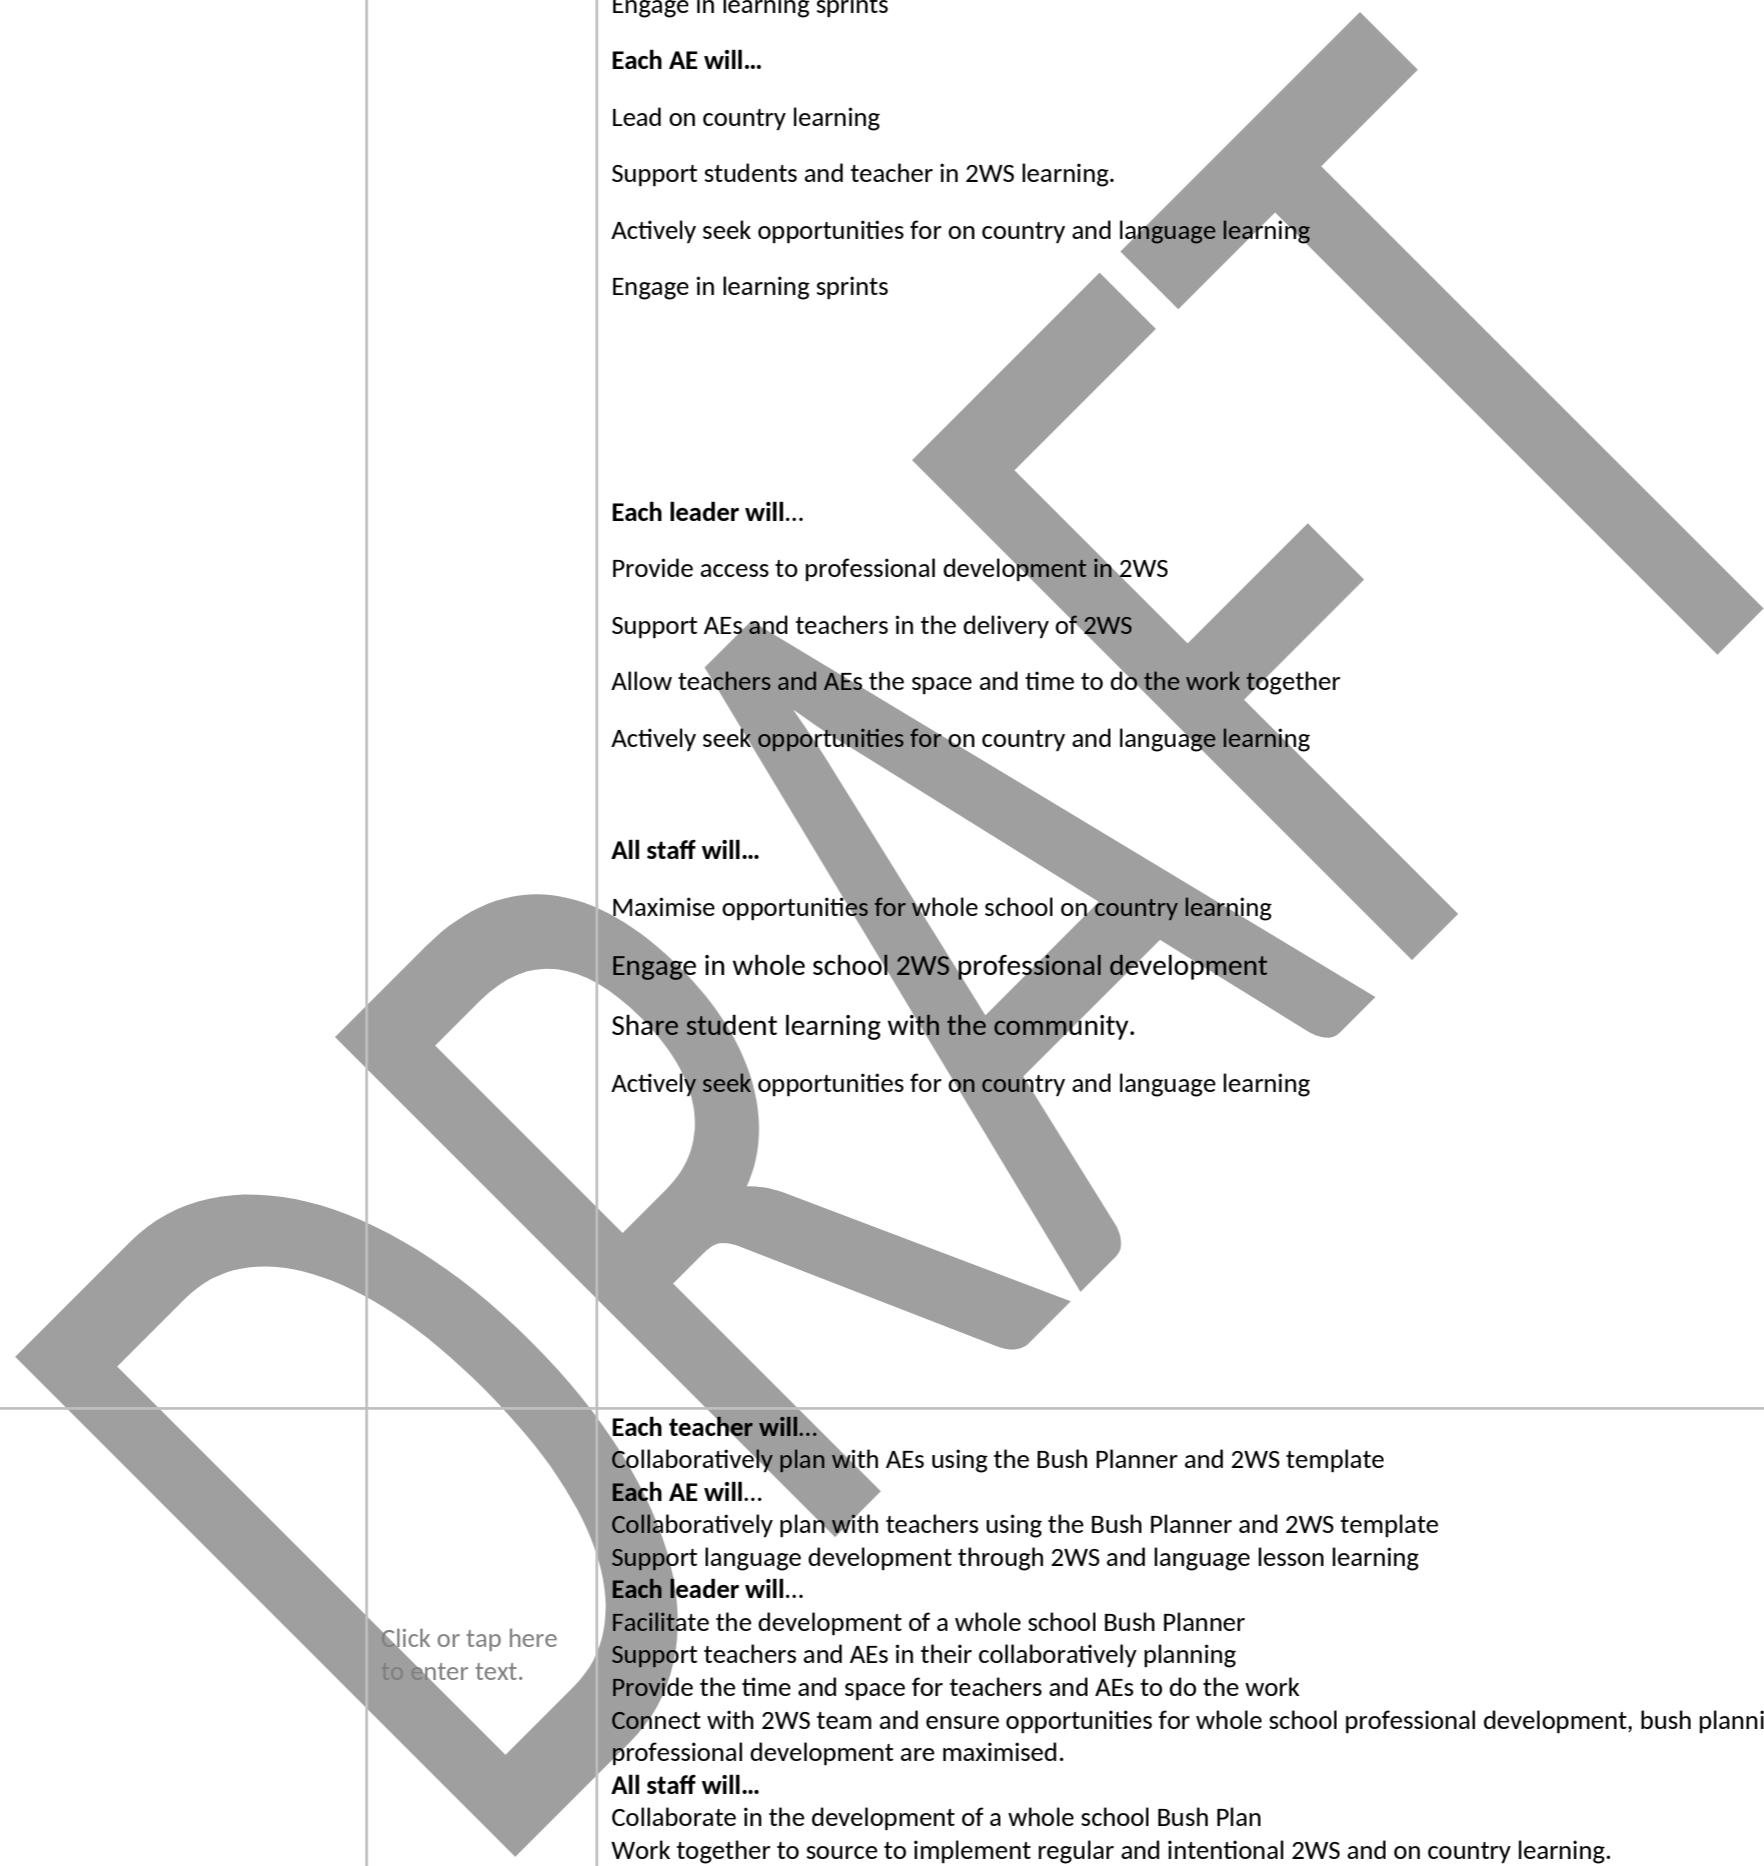 Engage in learning sprints
Each AE will...
Lead on country learning
Support students and teacher in 2WS learning.
Actively seek opportunities for on country and language learning
Engage in learning sprints
Each leader will...
Provide access to professional development in 2WS
Support AEs and teachers in the delivery of 2WS
Allow teachers and AEs the space and time to do the work together
Actively seek opportunities for on country and language learning
All staff will...
Maximise opportunities for whole school on country learning
Engage in whole school 2WS professional development
Share student learning with the community.
Actively seek opportunities for on country and language learning
Each teacher will...
Collaboratively plan with AEs using the Bush Planner and 2WS template
Each AE will...
Collaboratively plan with teachers using the Bush Planner and 2WS template
Support language development through 2WS and language lesson learning
Each leader will...
Facilitate the development of a whole school Bush Planner
Support teachers and AEs in their collaboratively planning
Provide the time and space for teachers and AEs to do the work
Connect with 2WS team and ensure opportunities for whole school professional development, bush planni
professional development are maximised.
All staff will...
Collaborate in the development of a whole school Bush Plan
Work together to source to implement regular and intentional 2WS and on country learning.
Click or tap here
to enter text.
DRAFT